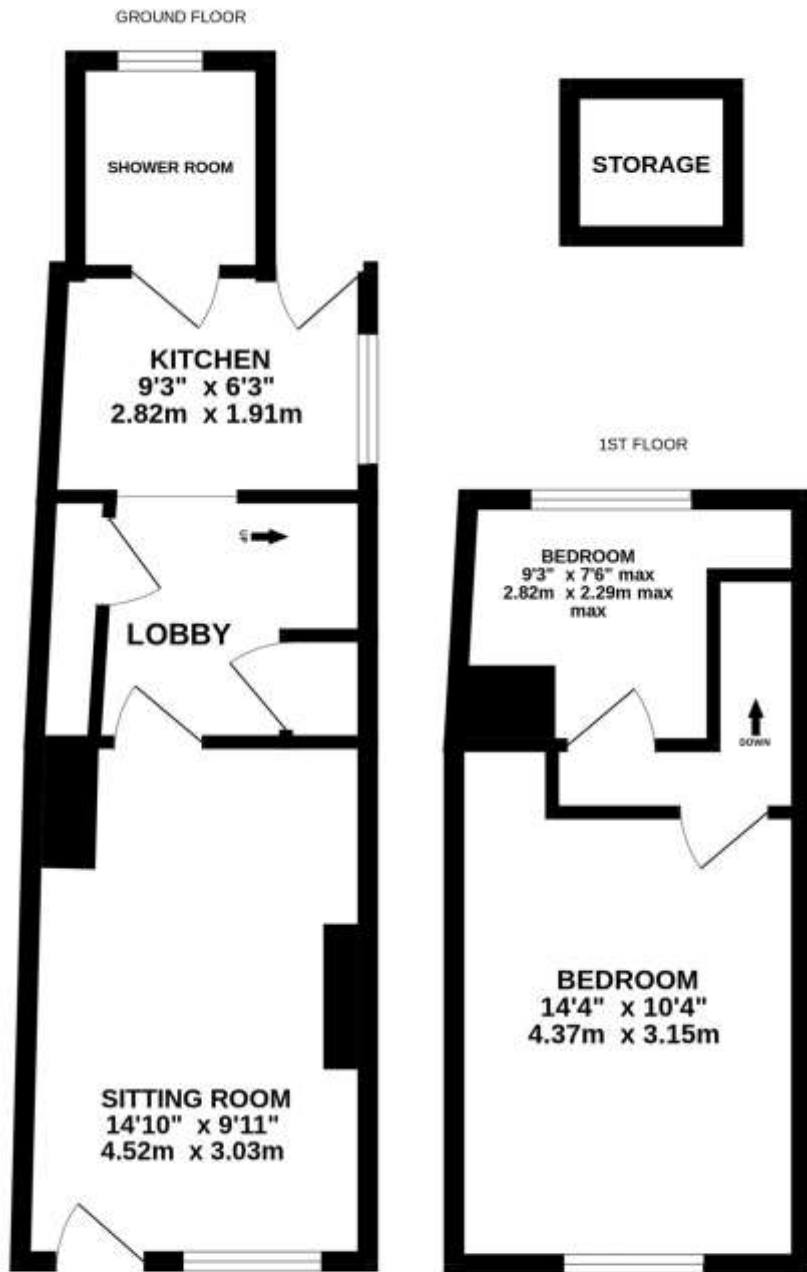 GROUND FLOOR
SHOWER ROOM
STORAGE
KITCHEN
9'3" x 6'3"
2.82m x 1.91m
UP
LOBBY
SITTING ROOM
14'10" x 9'11"
4.52m x 3.03m
1ST FLOOR
BEDROOM
9'3" x 7'6" max
2.82m x 2.29m max
max
DOWN
BEDROOM
14'4" x 10'4"
4.37m x 3.15m